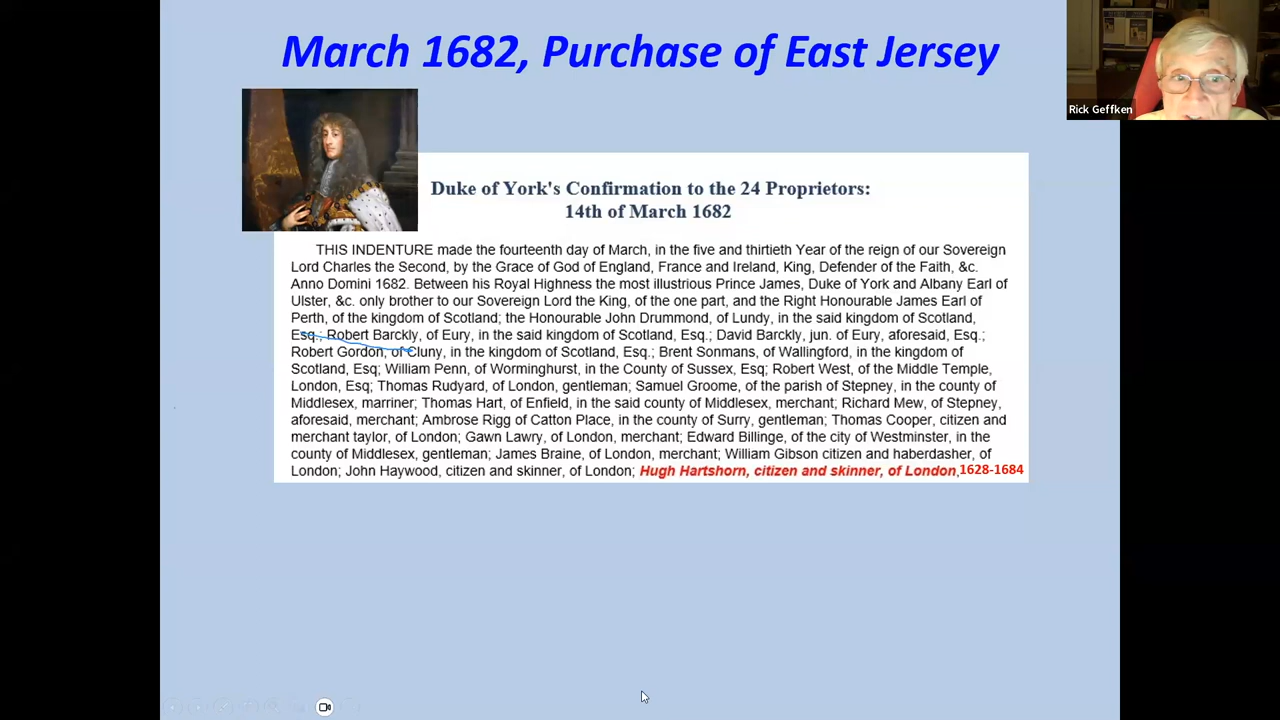 March 1682, Purchase of East Jersey
Rick Geffken
Duke of York's Confirmation to the 24 Proprietors:
14th of March 1682
THIS INDENTURE made the fourteenth day of March, in the five and thirtieth Year of the reign of our Sovereign
Lord Charles the Second, by the Grace of God of England, France and Ireland, King, Defender of the Faith, &c.
Anno Domini 1682. Between his Royal Highness the most illustrious Prince James, Duke of York and Albany Earl of
Ulster, &c. only brother to our Sovereign Lord the King, of the one part, and the Right Honourable James Earl of
Perth, of the kingdom of Scotland; the Honourable John Drummond, of Lundy, in the said kingdom of Scotland,
Esq.; Robert Barckly, of Eury, in the said kingdom of Scotland, Esq.; David Barckly, jun. of Eury, aforesaid, Esq.;
Robert Gordon, of Cluny, in the kingdom of Scotland, Esq.; Brent Sonmans, of Wallingford, in the kingdom of
Scotland, Esq; William Penn, of Worminghurst, in the County of Sussex, Esq; Robert West, of the Middle Temple,
London, Esq; Thomas Rudyard, of London, gentleman; Samuel Groome, of the parish of Stepney, in the county of
Middlesex, marriner; Thomas Hart, of Enfield, in the said county of Middlesex, merchant; Richard Mew, of Stepney,
aforesaid, merchant; Ambrose Rigg of Catton Place, in the county of Surry, gentleman; Thomas Cooper, citizen and
merchant taylor, of London; Gawn Lawry, of London, merchant; Edward Billinge, of the city of Westminster, in the
county of Middlesex, gentleman; James Braine, of London, merchant; William Gibson citizen and haberdasher, of
London; John Haywood, citizen and skinner, of London; Hugh Hartshorn, citizen and skinner, of London, 1628-1684